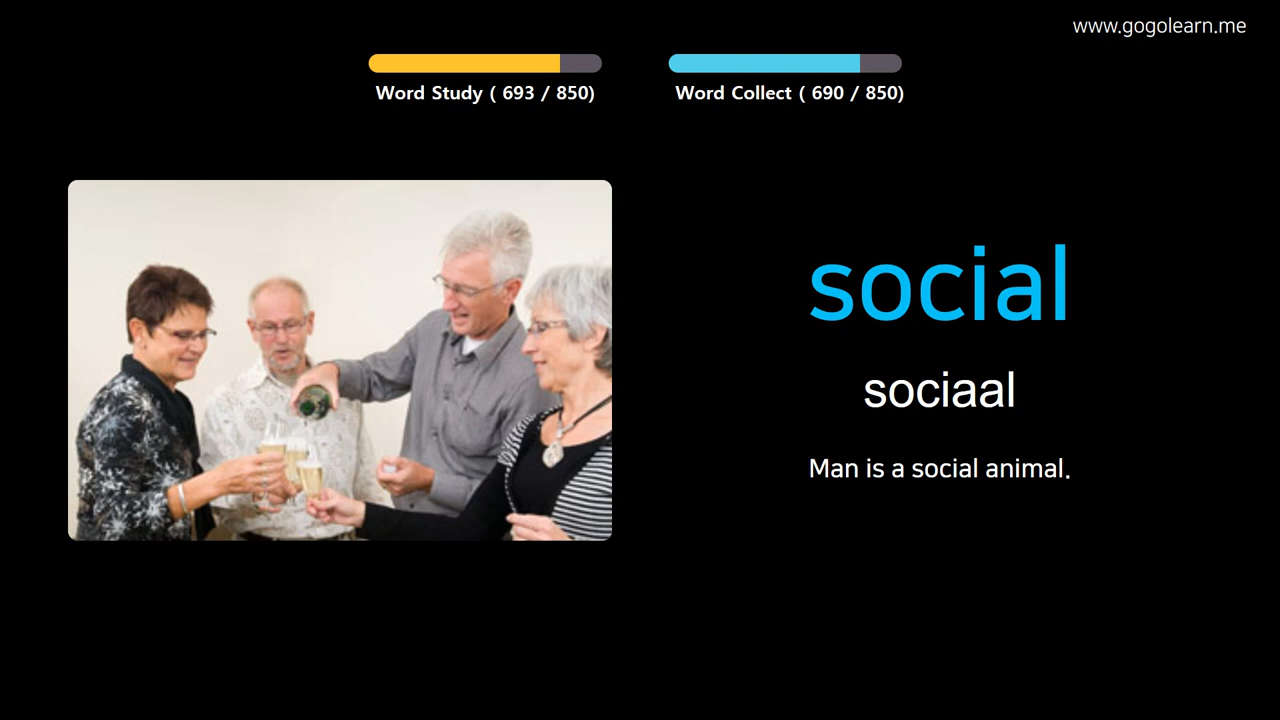 www.gogolearn.me
Word Study ( 693 / 850)
Word Collect ( 690 / 850)
social
sociaal
Man is a social animal.